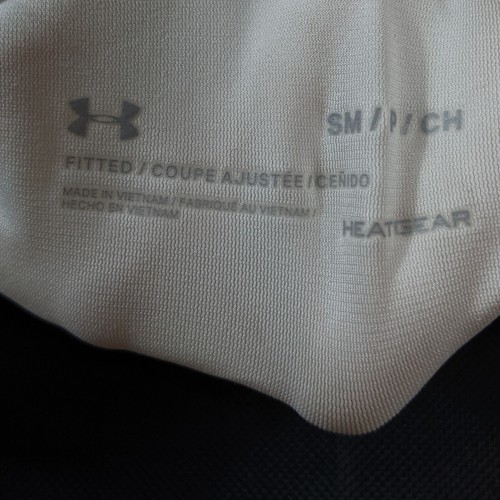 SM / P / CH
FITTED / COUPE AJUSTÉE / CEÑIDO
MADE IN VIETNAM / FABRIQUÉ AU VIETNAM /
HECHO EN VIETNAM
HEATGEAR